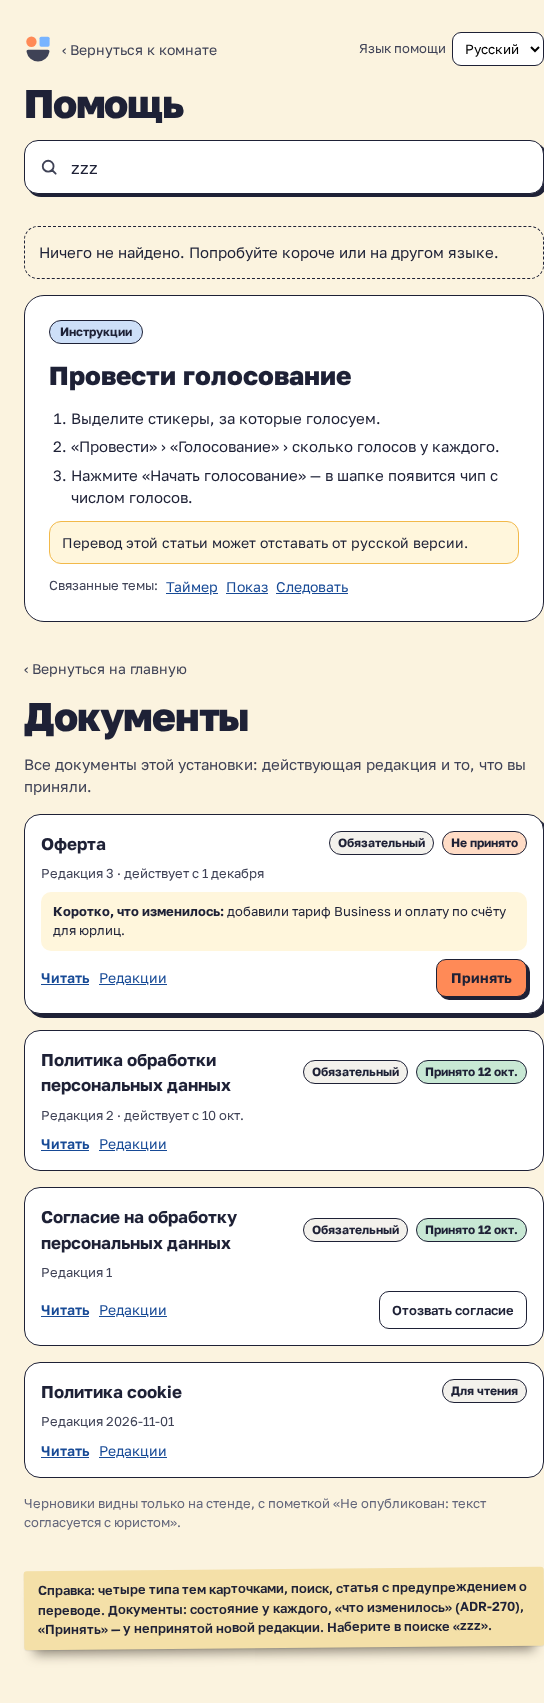 ‹ Вернуться к комнате
Язык помощи
Русский
Помощь
zzz
Ничего не найдено. Попробуйте короче или на другом языке.
Инструкции
Провести голосование
1. Выделите стикеры, за которые голосуем.
2. «Провести» › «Голосование» › сколько голосов у каждого.
3. Нажмите «Начать голосование» — в шапке появится чип с
числом голосов.
Перевод этой статьи может отставать от русской версии.
Связанные темы: Таймер Показ Следовать
‹ Вернуться на главную
Документы
Все документы этой установки: действующая редакция и то, что вы
приняли.
Оферта
Обязательный
Не принято
Редакция 3 · действует с 1 декабря
Коротко, что изменилось: добавили тариф Business и оплату по счёту
для юрлиц.
Читать Редакции
Принять
Политика обработки
персональных данных
Обязательный
Принято 12 окт.
Редакция 2 · действует с 10 окт.
Читать Редакции
Согласие на обработку
персональных данных
Обязательный
Принято 12 окт.
Редакция 1
Читать Редакции
Отозвать согласие
Политика cookie
Для чтения
Редакция 2026-11-01
Читать Редакции
Черновики видны только на стенде, с пометкой «Не опубликован: текст
согласуется с юристом».
Справка: четыре типа тем карточками, поиск, статья с предупреждением о
переводе. Документы: состояние у каждого, «что изменилось» (ADR-270),
«Принять» — у непринятой новой редакции. Наберите в поиске «zzz».